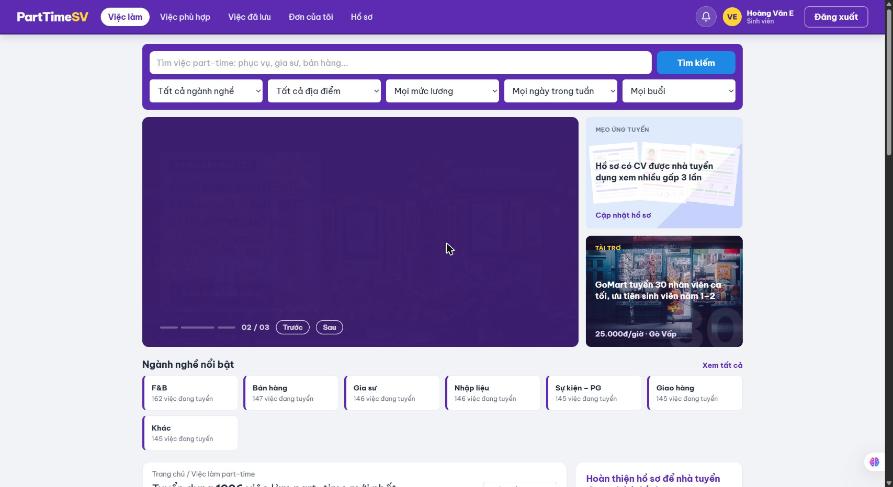 PartTimeSV
Việc làm
Việc phù hợp
Việc đã lưu
Đơn của tôi
Hồ sơ
VE
Hoàng Văn E
Sinh viên
Đăng xuất
Tìm việc part-time: phục vụ, gia sư, bán hàng...
Tìm kiếm
Tất cả ngành nghề
Tất cả địa điểm
Mọi mức lương
Mọi ngày trong tuần
Mọi buổi
MẸO ỨNG TUYỂN
Hồ sơ có CV được nhà tuyển
dụng xem nhiều gấp 3 lần
Cập nhật hồ sơ
TÀI TRỢ
GoMart tuyển 30 nhân viên ca
tối, ưu tiên sinh viên năm 1-2
25.000đ/giờ · Gò Vấp
30
02 / 03
Trước
Sau
Ngành nghề nổi bật
Xem tất cả
F&B
162 việc đang tuyển
Bán hàng
147 việc đang tuyển
Gia sư
146 việc đang tuyển
Nhập liệu
146 việc đang tuyển
Sự kiện – PG
145 việc đang tuyển
Giao hàng
145 việc đang tuyển
Khác
145 việc đang tuyển
Trang chủ / Việc làm part-time
Hoàn thiện hồ sơ để nhà tuyển